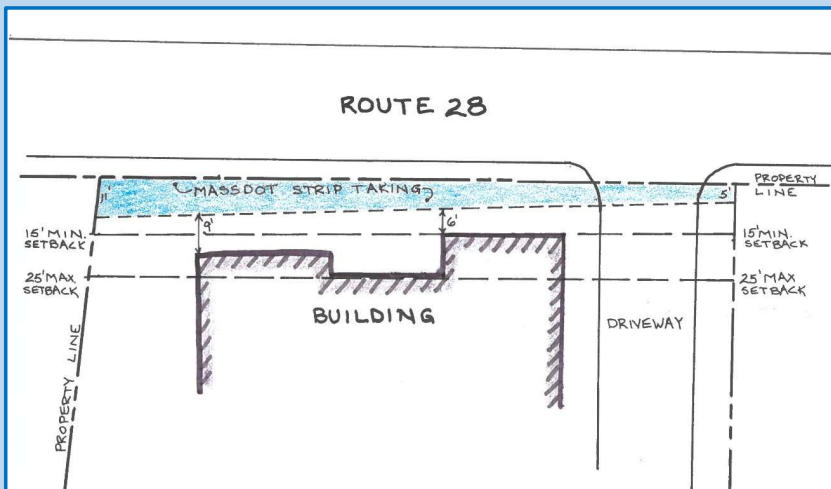 ROUTE 28
MASSDOT STRIP TAKING
PROPERTY
LINE
11'
5'
9'
6'
15' MIN.
SETBACK
15' MIN.
SETBACK
25' MAX
SETBACK
25' MAX
SETBACK
BUILDING
DRIVEWAY
PROPERTY LINE